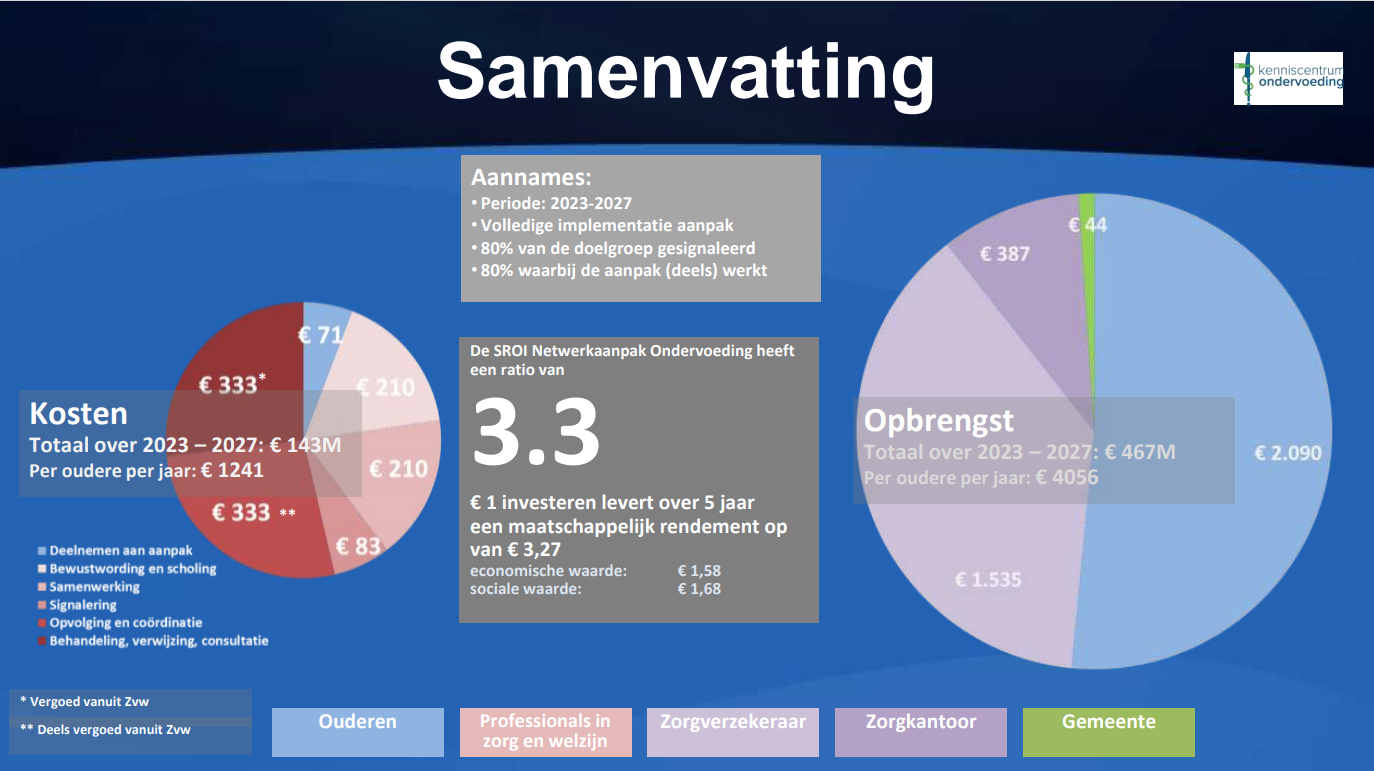 Samenvatting
kenniscentrum
ondervoeding
Aannames:
• Periode: 2023-2027
• Volledige implementatie aanpak
• 80% van de doelgroep gesignaleerd
• 80% waarbij de aanpak (deels) werkt
€ 71
€ 210
€ 210
€ 83
€ 333 **
€ 333*
Kosten
Totaal over 2023 – 2027: € 143M
Per oudere per jaar: € 1241
Deelnemen aan aanpak
Bewustwording en scholing
Samenwerking
Signalering
Opvolging en coördinatie
Behandeling, verwijzing, consultatie
De SROI Netwerkaanpak Ondervoeding heeft
een ratio van
3.3
€ 1 investeren levert over 5 jaar
een maatschappelijk rendement op
van € 3,27
economische waarde: € 1,58
sociale waarde: € 1,68
€ 44
€ 387
€ 2.090
€ 1.535
Opbrengst
Totaal over 2023 – 2027: € 467M
Per oudere per jaar: € 4056
* Vergoed vanuit Zvw
** Deels vergoed vanuit Zvw
Ouderen
Professionals in
zorg en welzijn
Zorgverzekeraar
Zorgkantoor
Gemeente